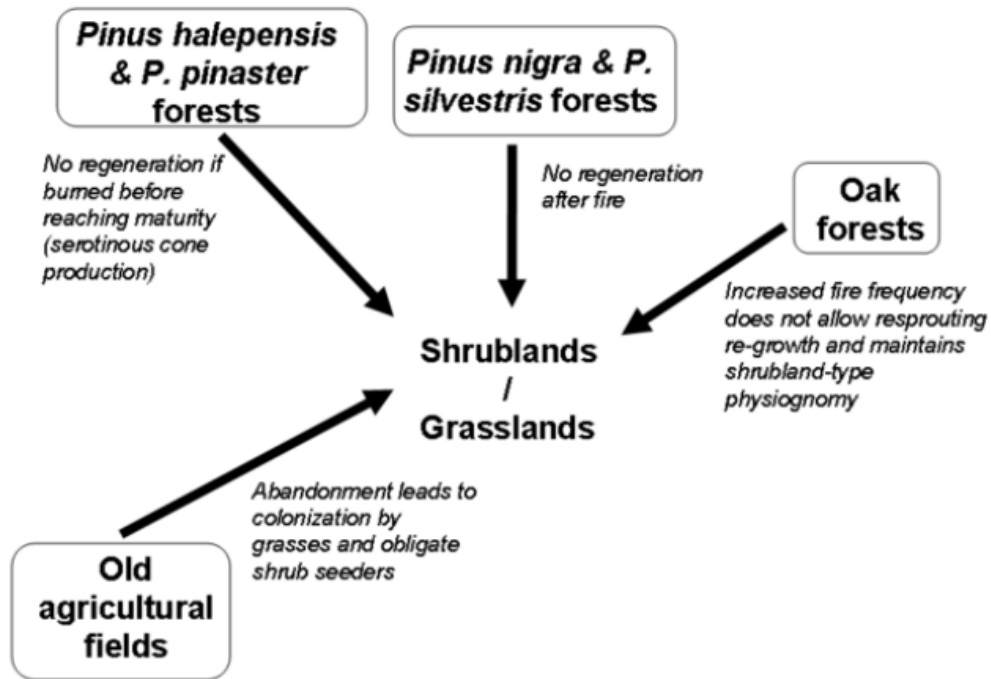 Pinus halepensis
& P. pinaster
forests
Pinus nigra & P.
silvestris forests
No regeneration if
burned before
reaching maturity
(serotinous cone
production)
No regeneration
after fire
Oak
forests
Increased fire frequency
does not allow resprouting
re-growth and maintains
shrubland-type
physiognomy
Shrublands
/
Grasslands
Abandonment leads to
colonization by
grasses and obligate
shrub seeders
Old
agricultural
fields